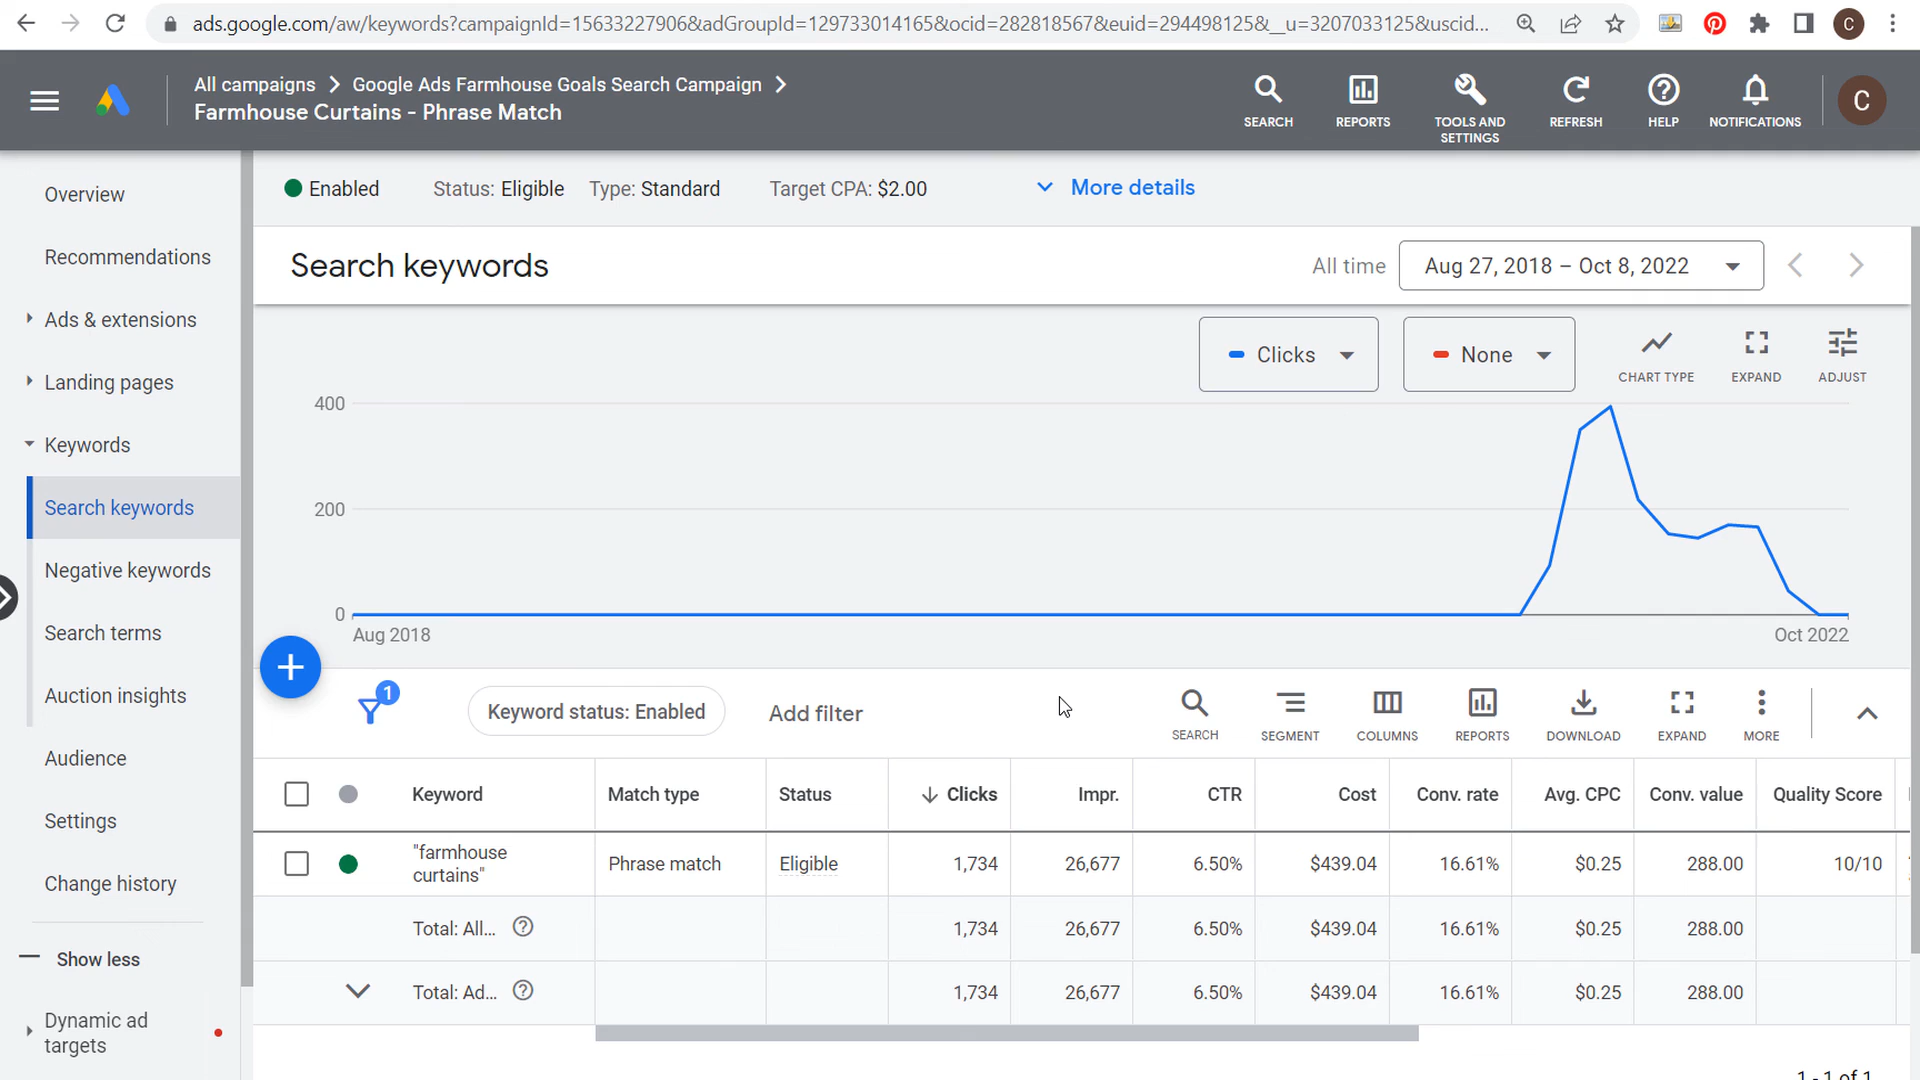 ads.google.com/aw/keywords?campaignId=15633227906&adGroupId=129733014165&ocid=282818567&euid=294498125&__u=3207033125&uscid...
C
All campaigns
Google Ads Farmhouse Goals Search Campaign
Farmhouse Curtains - Phrase Match
SEARCH
REPORTS
TOOLS AND
SETTINGS
REFRESH
HELP
NOTIFICATIONS
C
Overview
Recommendations
Ads & extensions
Landing pages
Keywords
Search keywords
Negative keywords
Search terms
Auction insights
Audience
Settings
Change history
Show less
Dynamic ad
targets
Enabled
Status: Eligible
Type: Standard
Target CPA: $2.00
More details
Search keywords
All time
Aug 27, 2018 – Oct 8, 2022
Clicks
None
CHART TYPE
EXPAND
ADJUST
400
200
0
Aug 2018
Oct 2022
1
Keyword status: Enabled
Add filter
SEARCH
SEGMENT
COLUMNS
REPORTS
DOWNLOAD
EXPAND
MORE
Keyword Match type Status Clicks Impr. CTR Cost Conv. rate Avg. CPC Conv. value Quality Score
"farmhouse
curtains" Phrase match Eligible 1,734 26,677 6.50% $439.04 16.61% $0.25 288.00 10/10
Total: All... 1,734 26,677 6.50% $439.04 16.61% $0.25 288.00
Total: Ad... 1,734 26,677 6.50% $439.04 16.61% $0.25 288.00
1 - 1 of 1